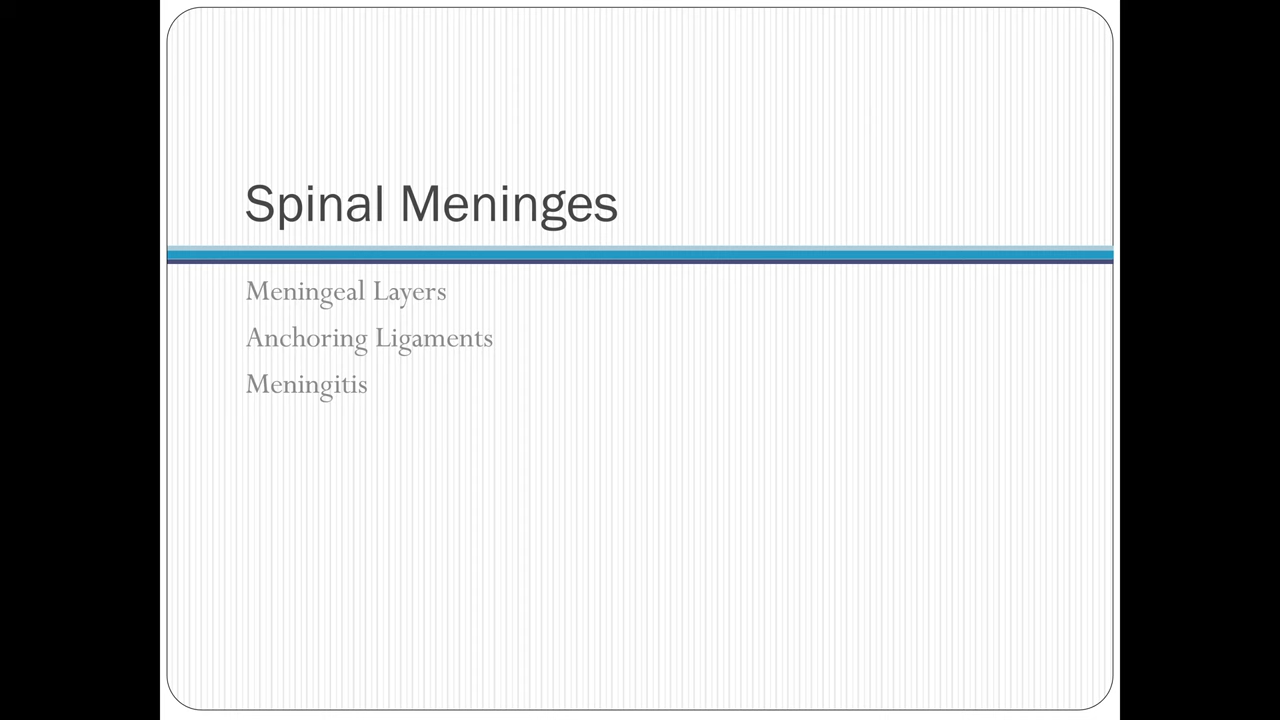 Spinal Meninges
Meningeal Layers
Anchoring Ligaments
Meningitis